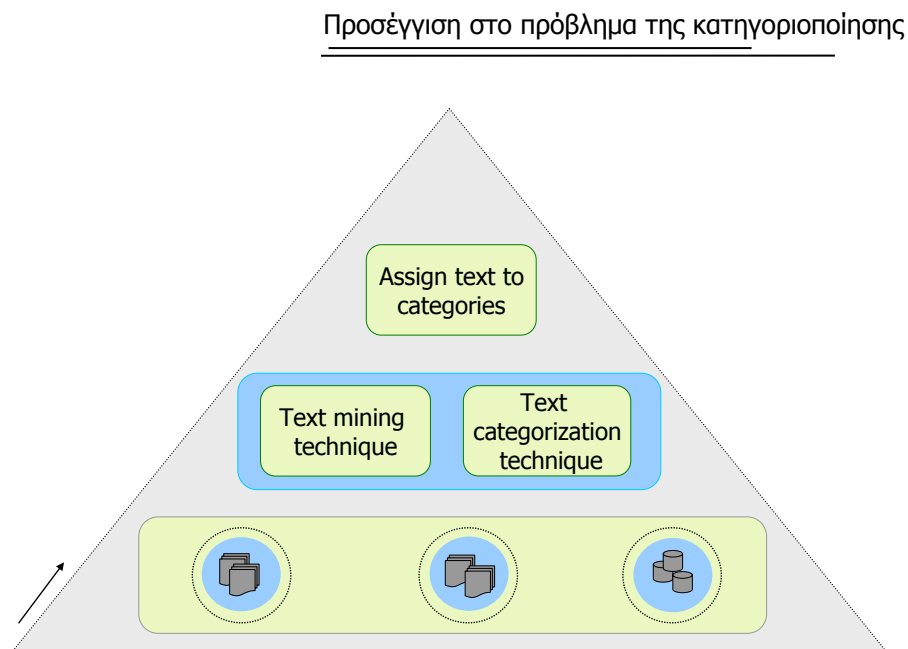 Προσέγγιση στο πρόβλημα της κατηγοριοποίησης
Assign text to
categories
Text mining
technique
Text
categorization
technique